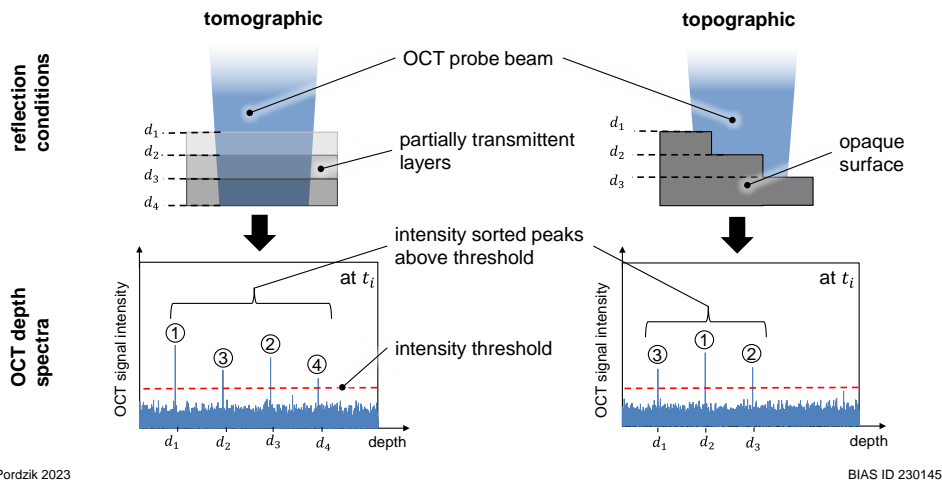 tomographic
topographic
reflection
conditions
OCT probe beam
d₁
d₂
d₃
d₄
partially transmittent
layers
d₁
d₂
d₃
opaque
surface
intensity sorted peaks
above threshold
OCT depth
spectra
OCT signal intensity
at tᵢ
①
③
②
④
intensity threshold
d₁
d₂
d₃
d₄
depth
OCT signal intensity
at tᵢ
③
①
②
d₁
d₂
d₃
depth
Pordzik 2023
BIAS ID 230145